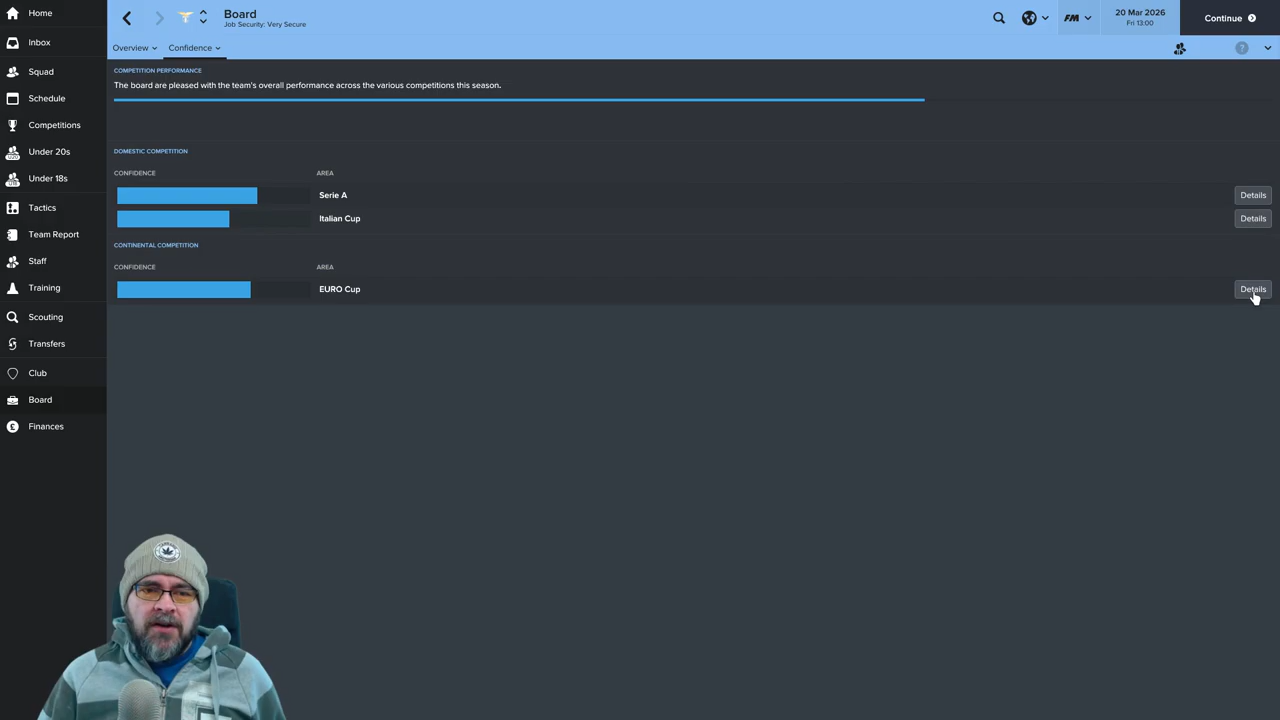 Home
Inbox
Squad
Schedule
Competitions
Under 20s
Under 18s
Tactics
Team Report
Staff
Training
Scouting
Transfers
Club
Board
Finances
Board
Job Security: Very Secure
FM
20 Mar 2026
Fri 13:00
Continue
Overview
Confidence
?
COMPETITION PERFORMANCE
The board are pleased with the team's overall performance across the various competitions this season.
DOMESTIC COMPETITION
CONFIDENCE AREA
Serie A Details
Italian Cup Details
CONTINENTAL COMPETITION
CONFIDENCE AREA
EURO Cup Details